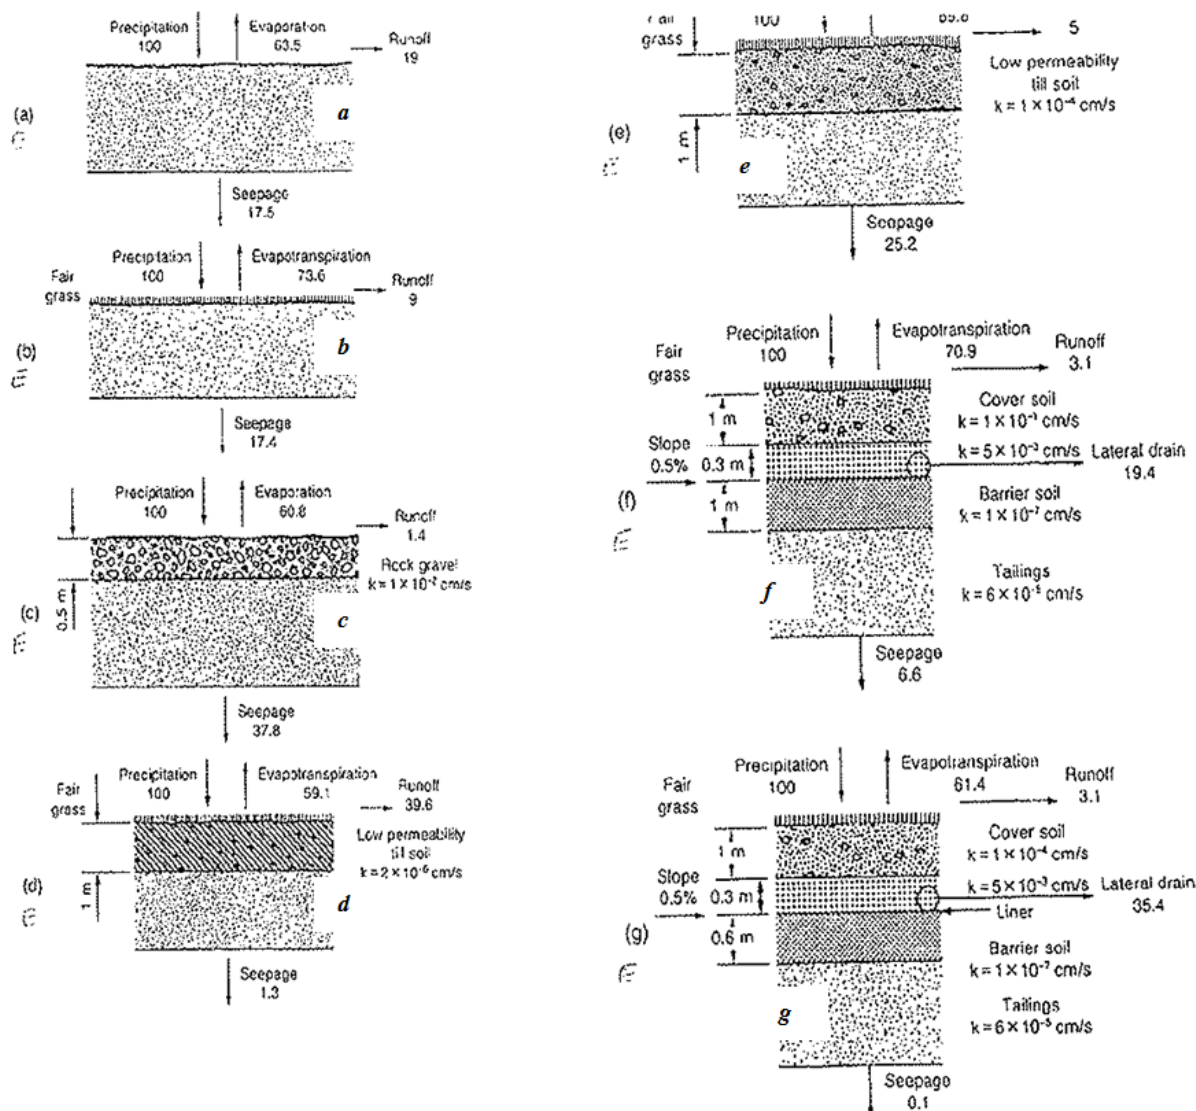 Precipitation
100
Evaporation
63.5
Runoff
19
(a)
a
Seepage
17.5
Precipitation
100
Evapotranspiration
73.6
Fair
grass
Runoff
9
(b)
b
Seepage
17.4
Precipitation
100
Evaporation
60.8
Runoff
1.4
Rock gravel
k = 1 × 10⁻² cm/s
0.5 m
(c)
c
Seepage
37.8
Fair
grass
Precipitation
100
Evapotranspiration
59.1
Runoff
39.6
Low permeability
till soil
k = 2 × 10⁻⁶ cm/s
(d)
1 m
d
Seepage
1.3
Fair
grass
100
69.8
5
Low permeability
till soil
k = 1 × 10⁻⁴ cm/s
(e)
1 m
e
Seepage
25.2
Precipitation
100
Evapotranspiration
70.9
Runoff
3.1
Fair
grass
1 m
Cover soil
Slope
0.5%
0.3 m
k = 5 × 10⁻³ cm/s
Lateral drain
19.4
(f)
1 m
Barrier soil
k = 1 × 10⁻⁷ cm/s
f
Tailings
k = 6 × 10⁻⁵ cm/s
Seepage
6.6
Precipitation
100
Evapotranspiration
61.4
Runoff
3.1
Fair
grass
1 m
Cover soil
k = 1 × 10⁻⁴ cm/s
Slope
0.5%
0.3 m
k = 5 × 10⁻³ cm/s
Lateral drain
35.4
Liner
(g)
0.6 m
Barrier soil
k = 1 × 10⁻⁷ cm/s
g
Tailings
k = 6 × 10⁻⁵ cm/s
Seepage
0.1